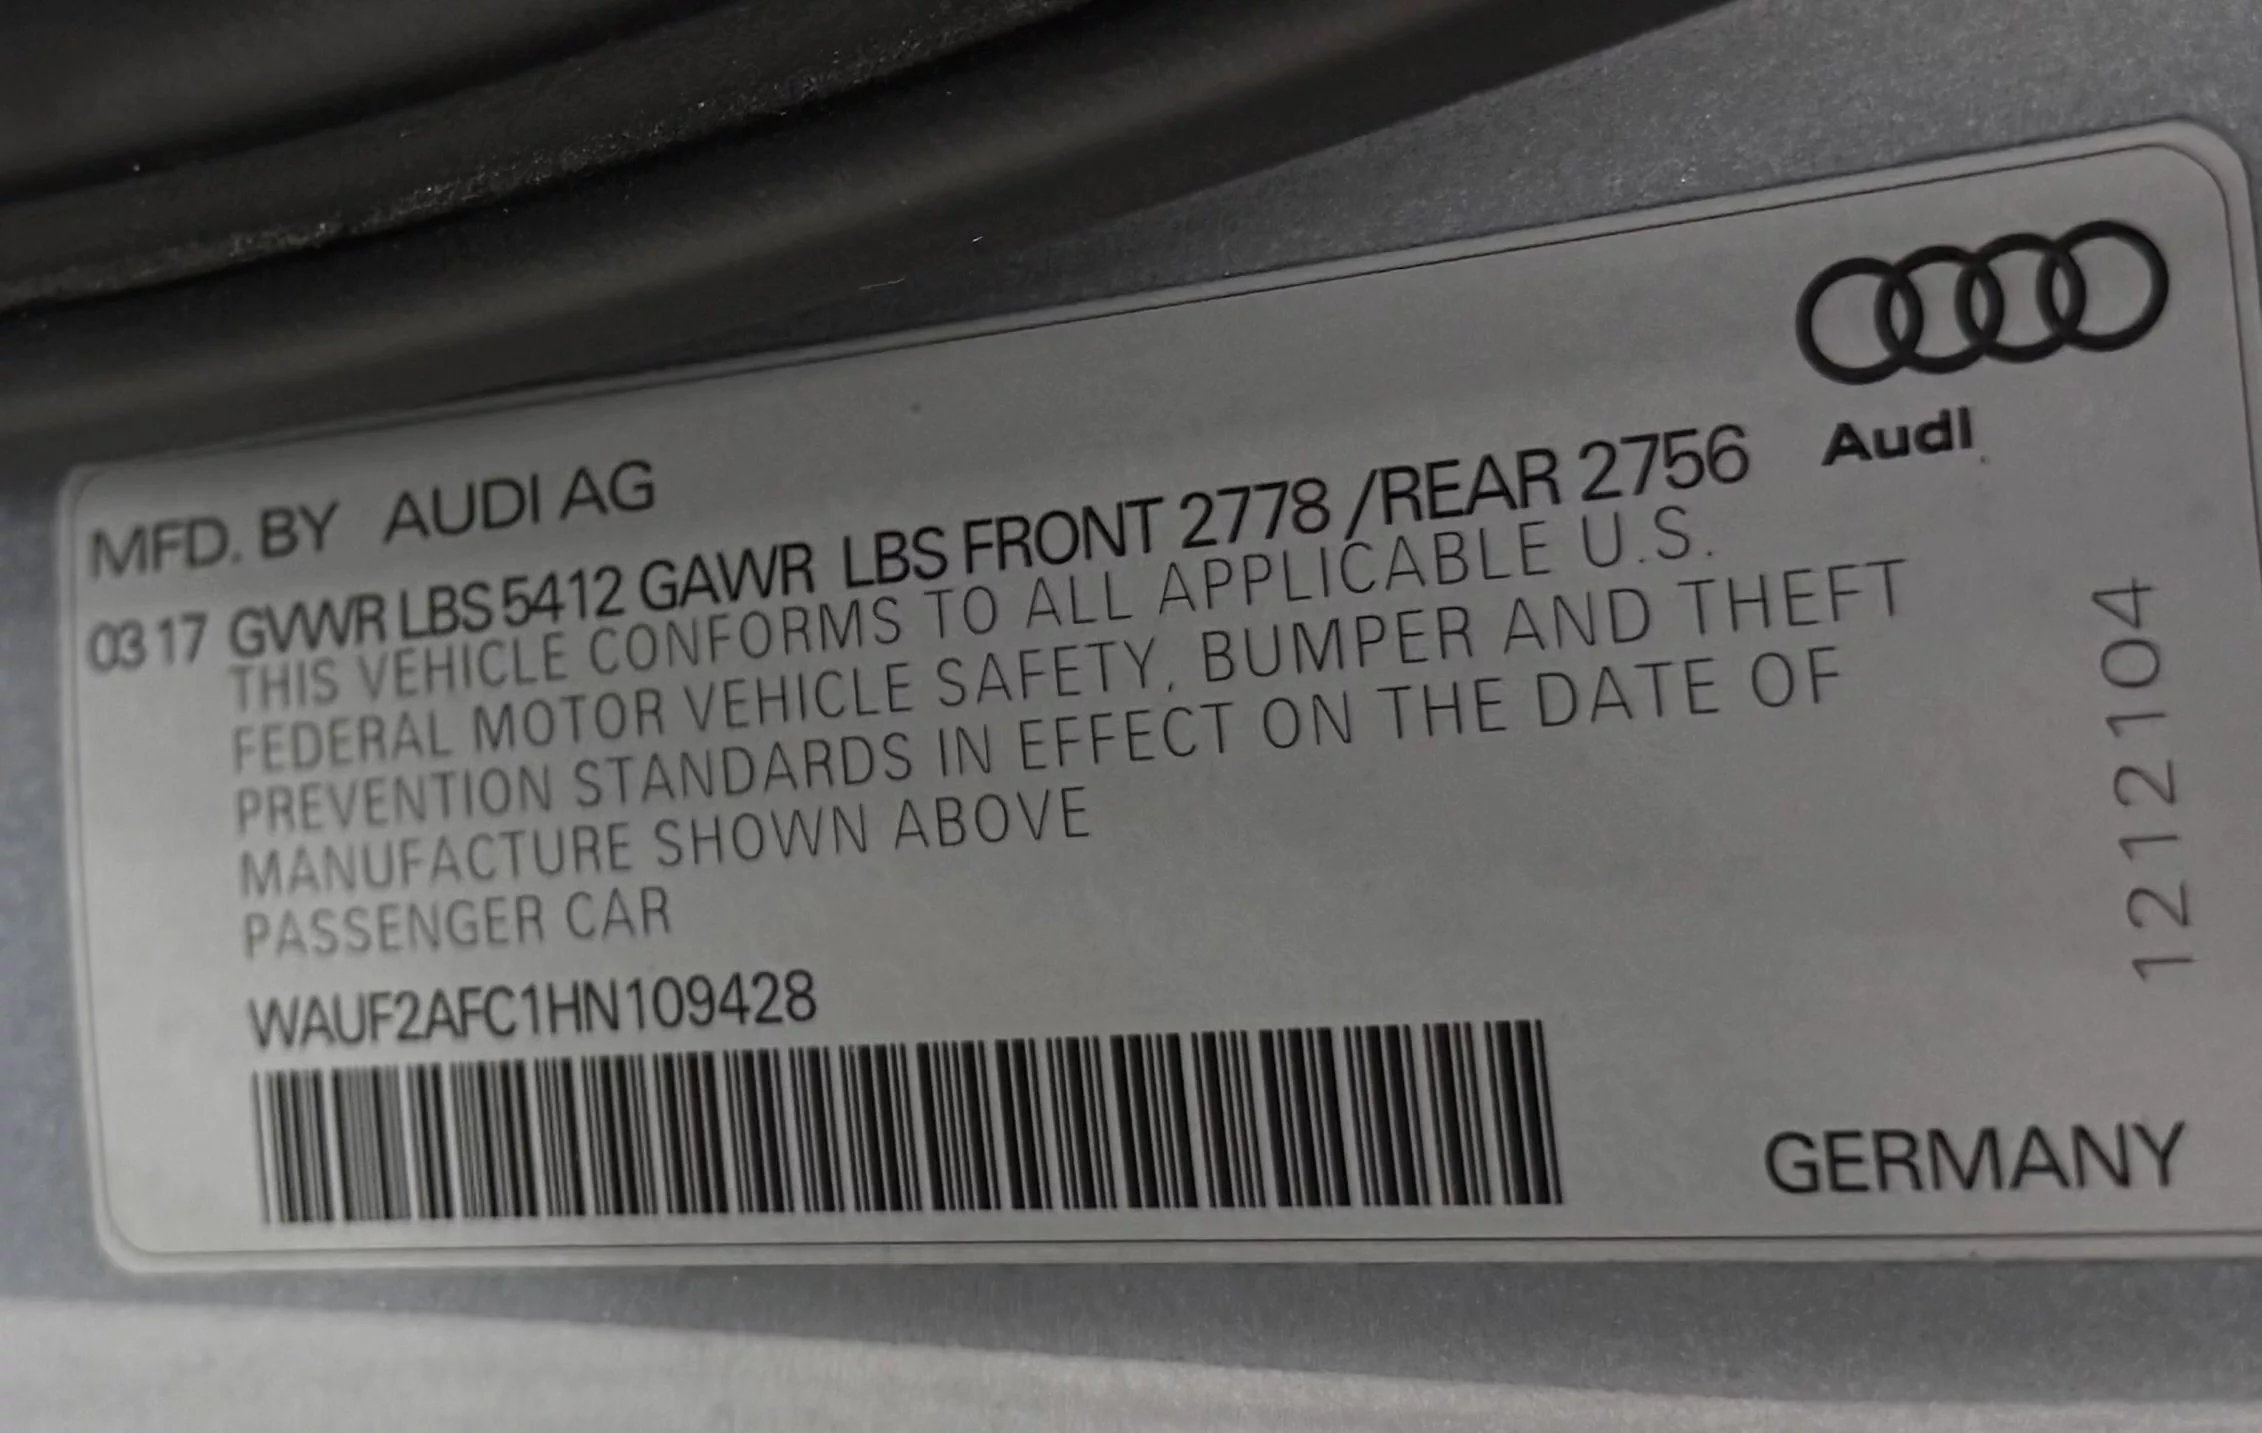 MFD. BY AUDI AG
03 17 GVWR LBS 5412 GAWR LBS FRONT 2778 /REAR 2756
THIS VEHICLE CONFORMS TO ALL APPLICABLE U.S.
FEDERAL MOTOR VEHICLE SAFETY, BUMPER AND THEFT
PREVENTION STANDARDS IN EFFECT ON THE DATE OF
MANUFACTURE SHOWN ABOVE
PASSENGER CAR
WAUF2AFC1HN109428
Audi
1212104
GERMANY